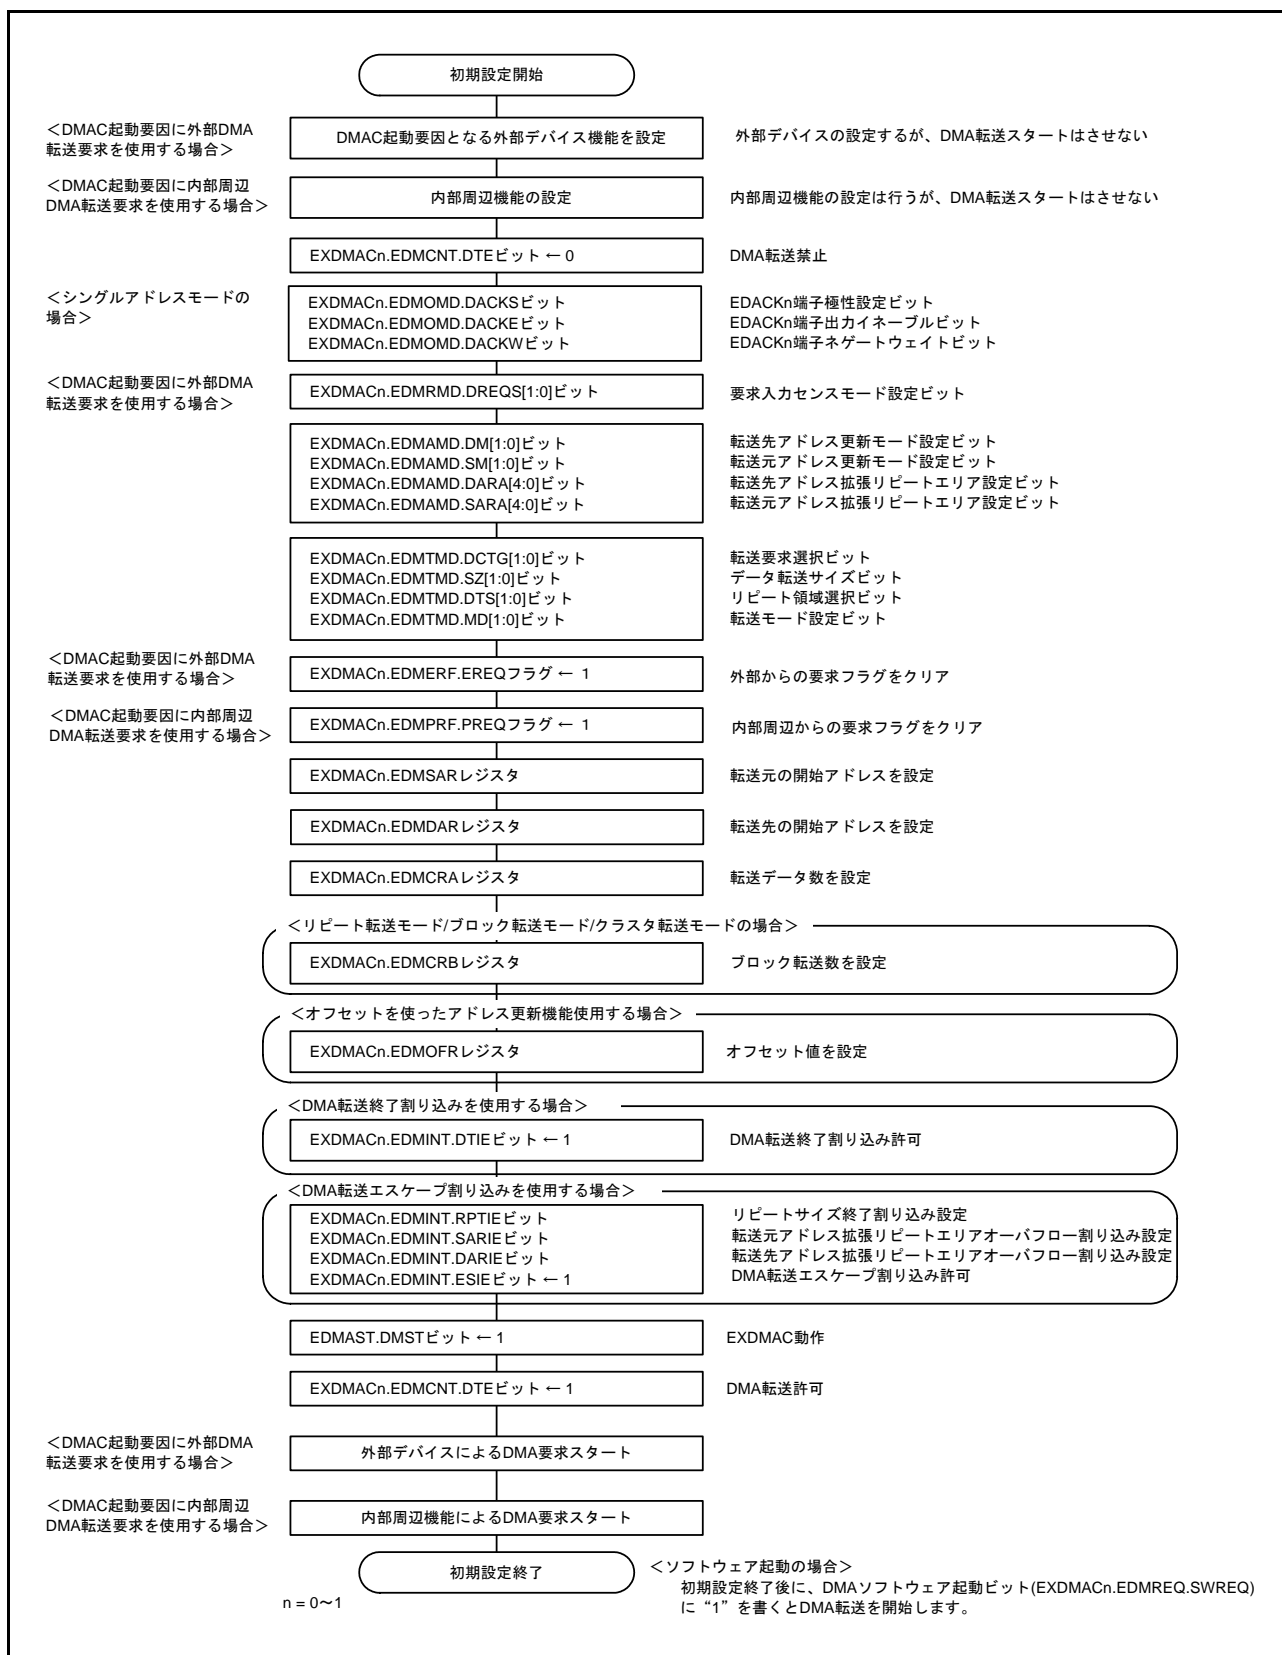 初期設定開始
＜DMAC起動要因に外部DMA
転送要求を使用する場合＞
DMAC起動要因となる外部デバイス機能を設定
外部デバイスの設定するが、DMA転送スタートはさせない
＜DMAC起動要因に内部周辺
DMA転送要求を使用する場合＞
内部周辺機能の設定
内部周辺機能の設定は行うが、DMA転送スタートはさせない
EXDMACn.EDMCNT.DTEビット ← 0
DMA転送禁止
＜シングルアドレスモードの
場合＞
EXDMACn.EDMOMD.DACKSビット
EDACKn端子極性設定ビット
EXDMACn.EDMOMD.DACKEビット
EDACKn端子出力イネーブルビット
EXDMACn.EDMOMD.DACKWビット
EDACKn端子ネゲートウェイトビット
＜DMAC起動要因に外部DMA
転送要求を使用する場合＞
EXDMACn.EDMRMD.DREQS[1:0]ビット
要求入力センスモード設定ビット
EXDMACn.EDMAMD.DM[1:0]ビット
転送先アドレス更新モード設定ビット
EXDMACn.EDMAMD.SM[1:0]ビット
転送元アドレス更新モード設定ビット
EXDMACn.EDMAMD.DARA[4:0]ビット
転送先アドレス拡張リピートエリア設定ビット
EXDMACn.EDMAMD.SARA[4:0]ビット
転送元アドレス拡張リピートエリア設定ビット
EXDMACn.EDMTMD.DCTG[1:0]ビット
転送要求選択ビット
EXDMACn.EDMTMD.SZ[1:0]ビット
データ転送サイズビット
EXDMACn.EDMTMD.DTS[1:0]ビット
リピート領域選択ビット
EXDMACn.EDMTMD.MD[1:0]ビット
転送モード設定ビット
＜DMAC起動要因に外部DMA
転送要求を使用する場合＞
EXDMACn.EDMERF.EREQフラグ ← 1
外部からの要求フラグをクリア
＜DMAC起動要因に内部周辺
DMA転送要求を使用する場合＞
EXDMACn.EDMPRF.PREQフラグ ← 1
内部周辺からの要求フラグをクリア
EXDMACn.EDMSARレジスタ
転送元の開始アドレスを設定
EXDMACn.EDMDARレジスタ
転送先の開始アドレスを設定
EXDMACn.EDMCRAレジスタ
転送データ数を設定
＜リピート転送モード/ブロック転送モード/クラスタ転送モードの場合＞
EXDMACn.EDMCRBレジスタ
ブロック転送数を設定
＜オフセットを使ったアドレス更新機能使用する場合＞
EXDMACn.EDMOFRレジスタ
オフセット値を設定
＜DMA転送終了割り込みを使用する場合＞
EXDMACn.EDMINT.DTIEビット ← 1
DMA転送終了割り込み許可
＜DMA転送エスケープ割り込みを使用する場合＞
EXDMACn.EDMINT.RPTIEビット
リピートサイズ終了割り込み設定
EXDMACn.EDMINT.SARIEビット
転送元アドレス拡張リピートエリアオーバフロー割り込み設定
EXDMACn.EDMINT.DARIEビット
転送先アドレス拡張リピートエリアオーバフロー割り込み設定
EXDMACn.EDMINT.ESIEビット ← 1
DMA転送エスケープ割り込み許可
EDMAST.DMSTビット ← 1
EXDMAC動作
EXDMACn.EDMCNT.DTEビット ← 1
DMA転送許可
＜DMAC起動要因に外部DMA
転送要求を使用する場合＞
外部デバイスによるDMA要求スタート
＜DMAC起動要因に内部周辺
DMA転送要求を使用する場合＞
内部周辺機能によるDMA要求スタート
初期設定終了
＜ソフトウェア起動の場合＞
初期設定終了後に、DMAソフトウェア起動ビット(EXDMACn.EDMREQ.SWREQ)
に“1”を書くとDMA転送を開始します。
n = 0～1